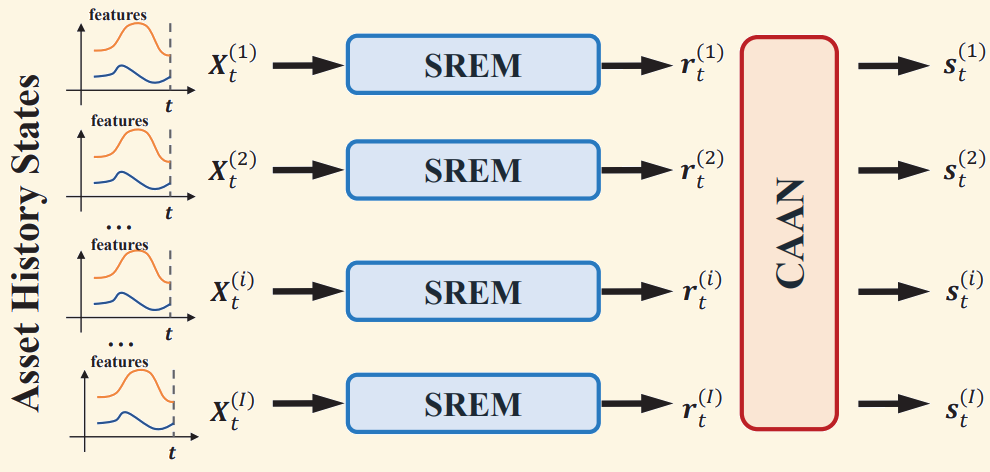 Asset History States
features
t
X_t^{(1)}
SREM
r_t^{(1)}
s_t^{(1)}
features
t
X_t^{(2)}
SREM
r_t^{(2)}
s_t^{(2)}
...
features
t
X_t^{(i)}
SREM
r_t^{(i)}
s_t^{(i)}
...
features
t
X_t^{(I)}
SREM
r_t^{(I)}
s_t^{(I)}
CAAN